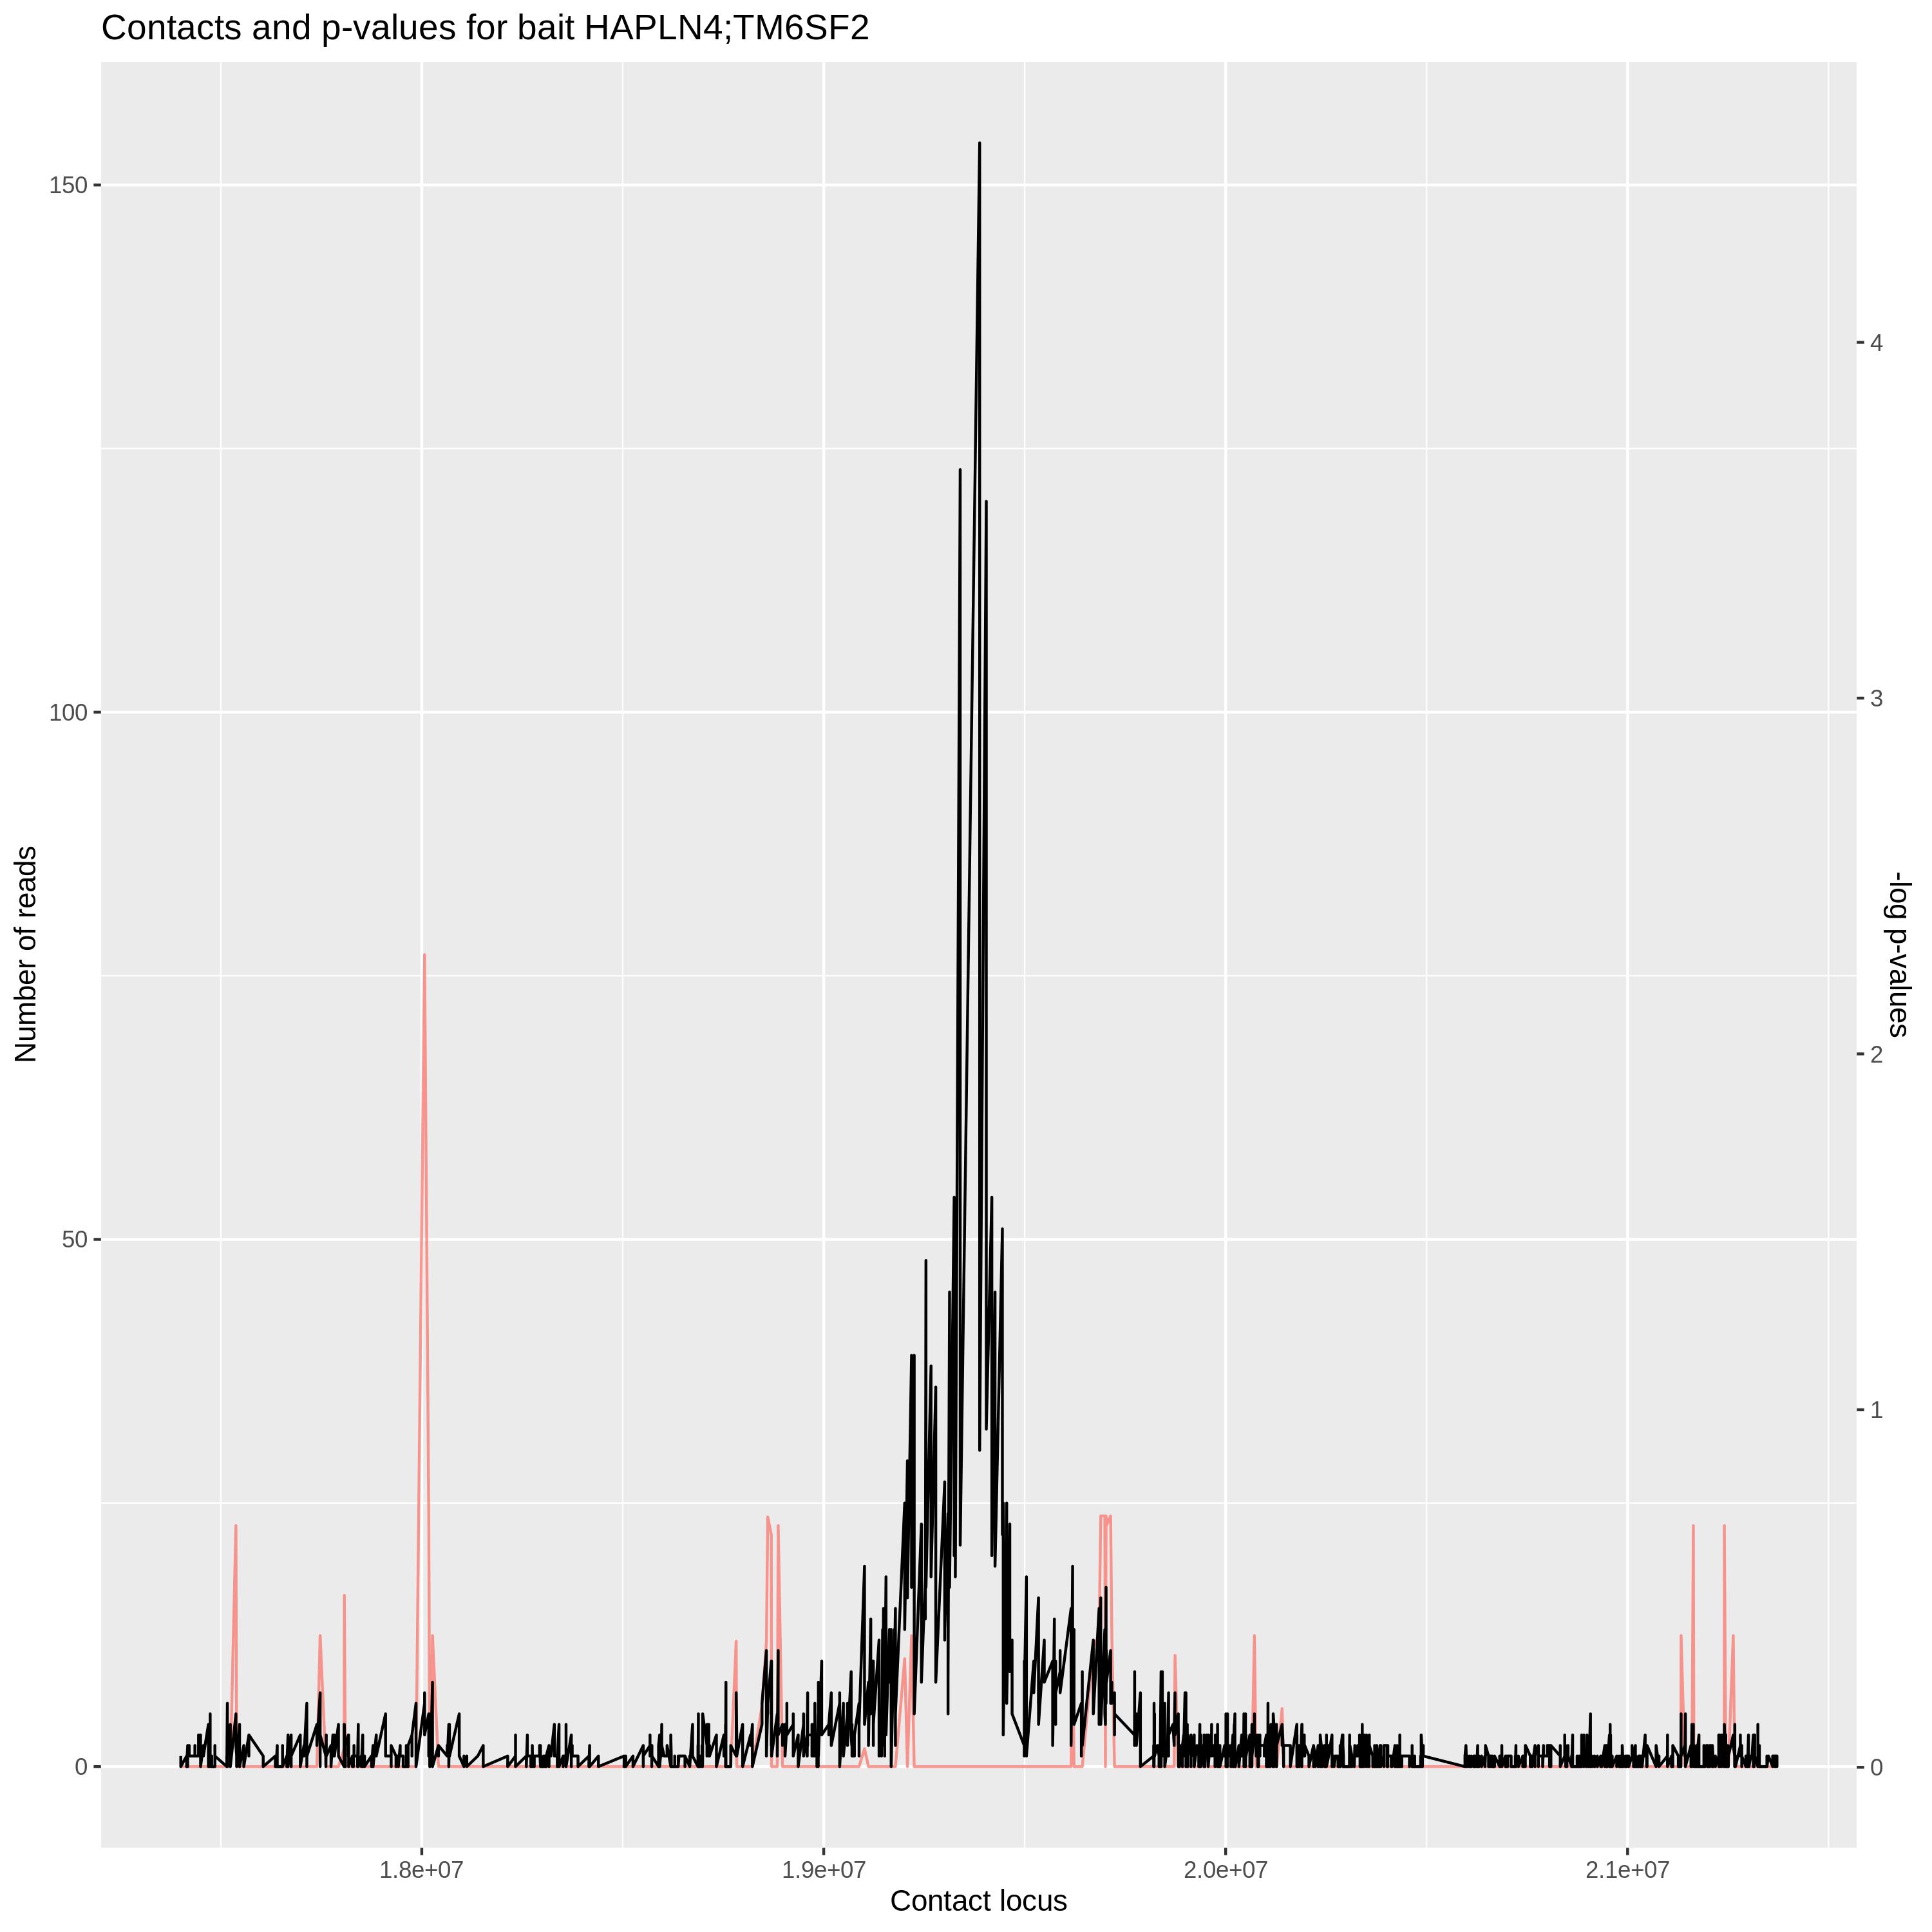 Contacts and p-values for bait HAPLN4;TM6SF2
150
100
50
0
Number of reads
4
3
2
1
0
-log p-values
1.8e+07
1.9e+07
2.0e+07
2.1e+07
Contact locus